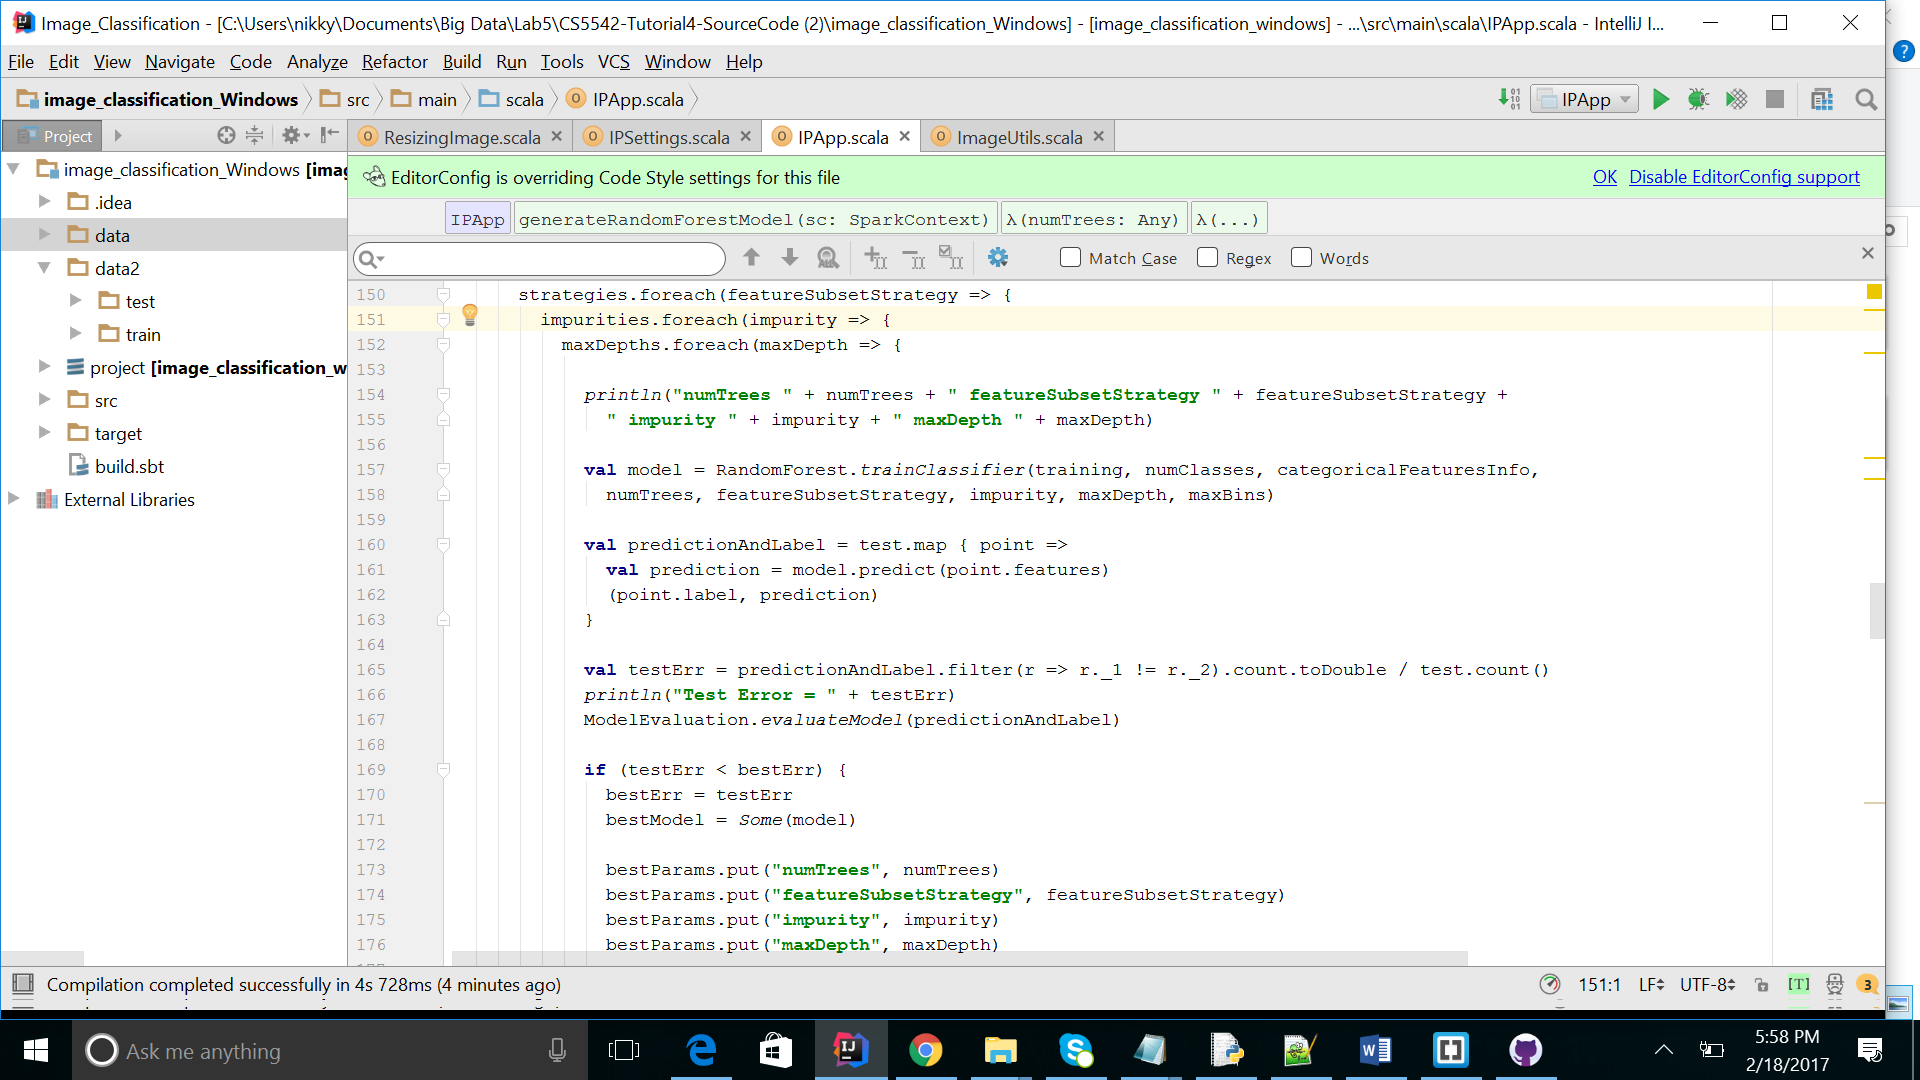 Image_Classification - [C:\Users\nikky\Documents\Big Data\Lab5\CS5542-Tutorial4-SourceCode (2)\image_classification_Windows] - [image_classification_windows] - ...\src\main\scala\IPApp.scala - IntelliJ I...
File Edit View Navigate Code Analyze Refactor Build Run Tools VCS Window Help
image_classification_Windows src main scala IPApp.scala IPApp
Project ResizingImage.scala IPSettings.scala IPApp.scala ImageUtils.scala
image_classification_Windows [imag
.idea
data
data2
test
train
project [image_classification_w
src
target
build.sbt
External Libraries
EditorConfig is overriding Code Style settings for this file OK Disable EditorConfig support
IPApp generateRandomForestModel(sc: SparkContext) λ(numTrees: Any) λ(...)
Match Case Regex Words
150 strategies.foreach(featureSubsetStrategy => {
151 impurities.foreach(impurity => {
152 maxDepths.foreach(maxDepth => {
153
154 println("numTrees " + numTrees + " featureSubsetStrategy " + featureSubsetStrategy +
155 " impurity " + impurity + " maxDepth " + maxDepth)
156
157 val model = RandomForest.trainClassifier(training, numClasses, categoricalFeaturesInfo,
158 numTrees, featureSubsetStrategy, impurity, maxDepth, maxBins)
159
160 val predictionAndLabel = test.map { point =>
161 val prediction = model.predict(point.features)
162 (point.label, prediction)
163 }
164
165 val testErr = predictionAndLabel.filter(r => r._1 != r._2).count.toDouble / test.count()
166 println("Test Error = " + testErr)
167 ModelEvaluation.evaluateModel(predictionAndLabel)
168
169 if (testErr < bestErr) {
170 bestErr = testErr
171 bestModel = Some(model)
172
173 bestParams.put("numTrees", numTrees)
174 bestParams.put("featureSubsetStrategy", featureSubsetStrategy)
175 bestParams.put("impurity", impurity)
176 bestParams.put("maxDepth", maxDepth)
Compilation completed successfully in 4s 728ms (4 minutes ago) 151:1 LF UTF-8 [T] 3
Ask me anything
5:58 PM
2/18/2017